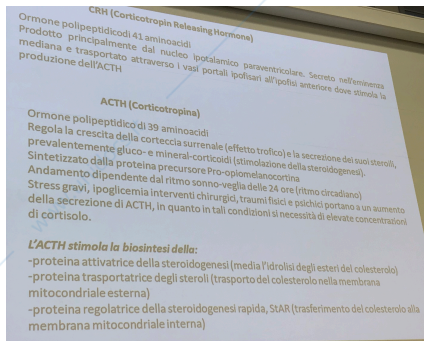 CRH (Corticotropin Releasing Hormone)
Ormone polipeptidicodi 41 aminoacidi
Prodotto principalmente dal nucleo ipotalamico paraventricolare. Secreto nell'eminenza
mediana e trasportato attraverso i vasi portali ipofisari all'ipofisi anteriore dove stimola la
produzione dell'ACTH
ACTH (Corticotropina)
Ormone polipeptidico di 39 aminoacidi
Regola la crescita della corteccia surrenale (effetto trofico) e la secrezione dei suoi steroili,
prevalentemente gluco- e mineral-corticoidi (stimolazione della steroidogenesi).
Sintetizzato dalla proteina precursore Pro-opiomelanocortina
Andamento dipendente dal ritmo sonno-veglia delle 24 ore (ritmo circadiano)
Stress gravi, ipoglicemia interventi chirurgici, traumi fisici e psichici portano a un aumento
della secrezione di ACTH, in quanto in tali condizioni si necessità di elevate concentrazioni
di cortisolo.
L'ACTH stimola la biosintesi della:
-proteina attivatrice della steroidogenesi (media l'idrolisi degli esteri del colesterolo)
-proteina trasportatrice degli steroli (trasporto del colesterolo nella membrana
mitocondriale esterna)
-proteina regolatrice della steroidogenesi rapida, StAR (trasferimento del colesterolo alla
membrana mitocondriale interna)